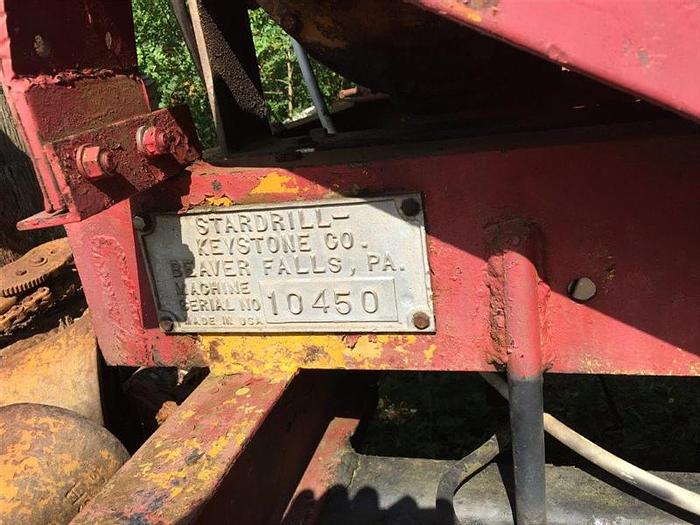 STARDRILL-
KEYSTONE CO.
BEAVER FALLS, PA.
MACHINE
SERIAL NO 10450
MADE IN USA